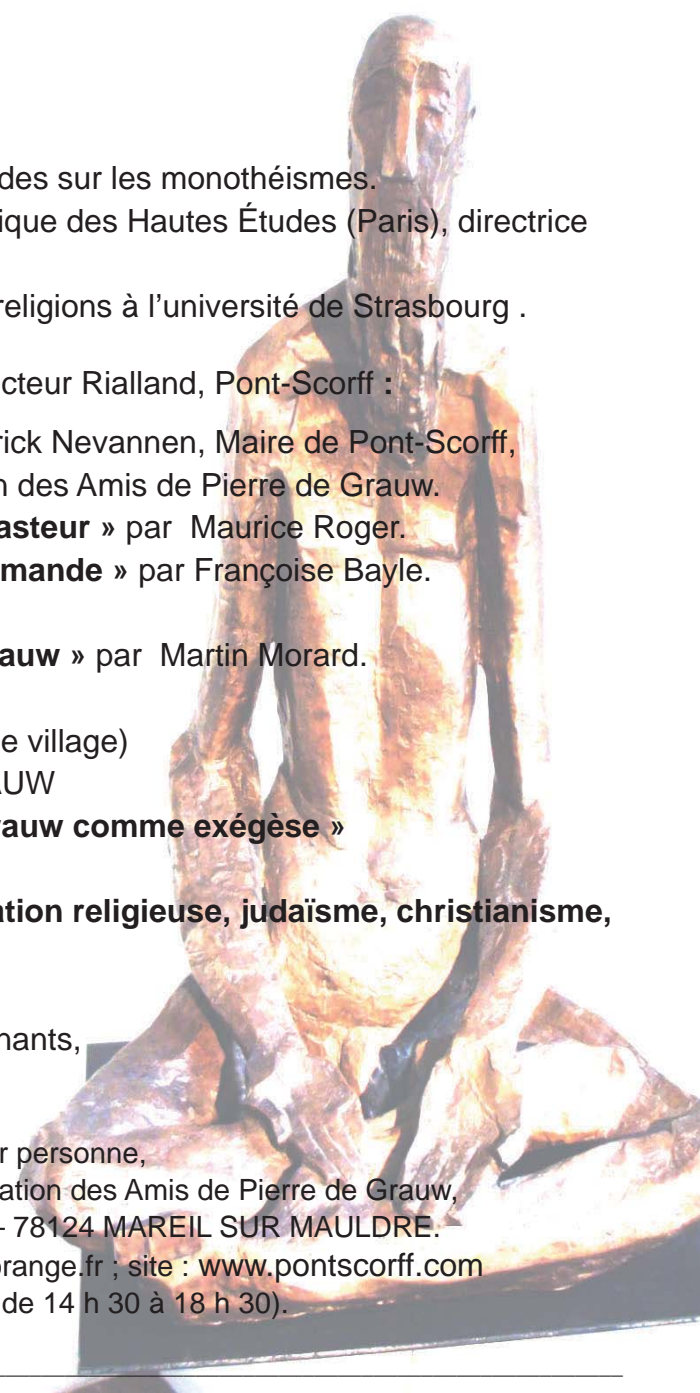 des sur les monothéismes.
ique des Hautes Études (Paris), directrice
religions à l’université de Strasbourg .
cteur Rialland, Pont-Scorff :
rick Nevannen, Maire de Pont-Scorff,
n des Amis de Pierre de Grauw.
asteur » par Maurice Roger.
mande » par Françoise Bayle.
auw » par Martin Morard.
e village)
AUW
rauw comme exégèse »
ation religieuse, judaïsme, christianisme,
nants,
r personne,
ation des Amis de Pierre de Grauw,
– 78124 MAREIL SUR MAULDRE.
orange.fr ; site : www.pontscorff.com
de 14 h 30 à 18 h 30).